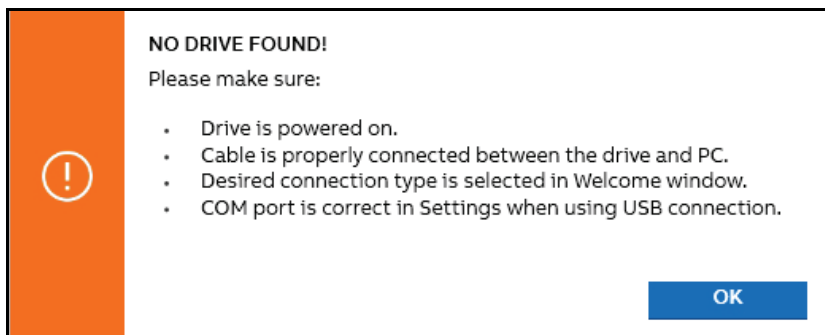 NO DRIVE FOUND!
Please make sure:
• Drive is powered on.
• Cable is properly connected between the drive and PC.
• Desired connection type is selected in Welcome window.
• COM port is correct in Settings when using USB connection.
OK